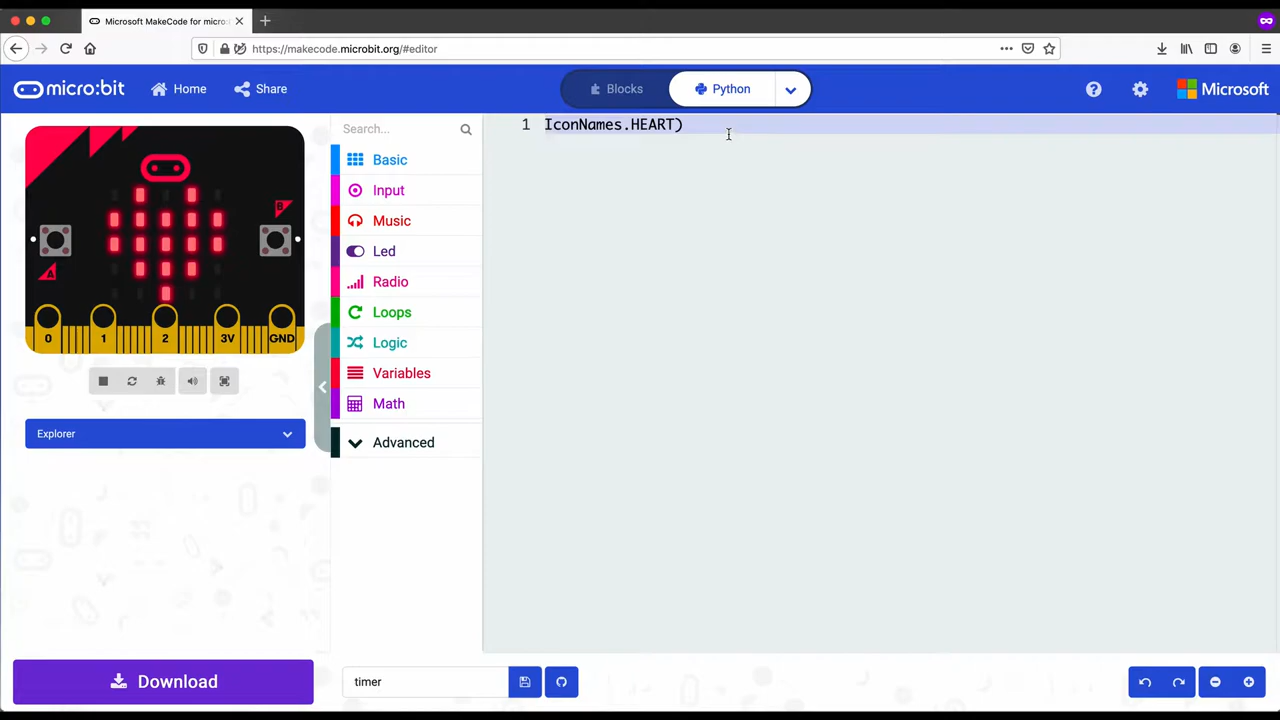 Microsoft MakeCode for micro:
https://makecode.microbit.org/#editor
micro:bit
Home
Share
Blocks
Python
Microsoft
B
A
0
1
2
3V
GND
Explorer
Download
Search...
Basic
Input
Music
Led
Radio
Loops
Logic
Variables
Math
Advanced
1 IconNames.HEART)
timer